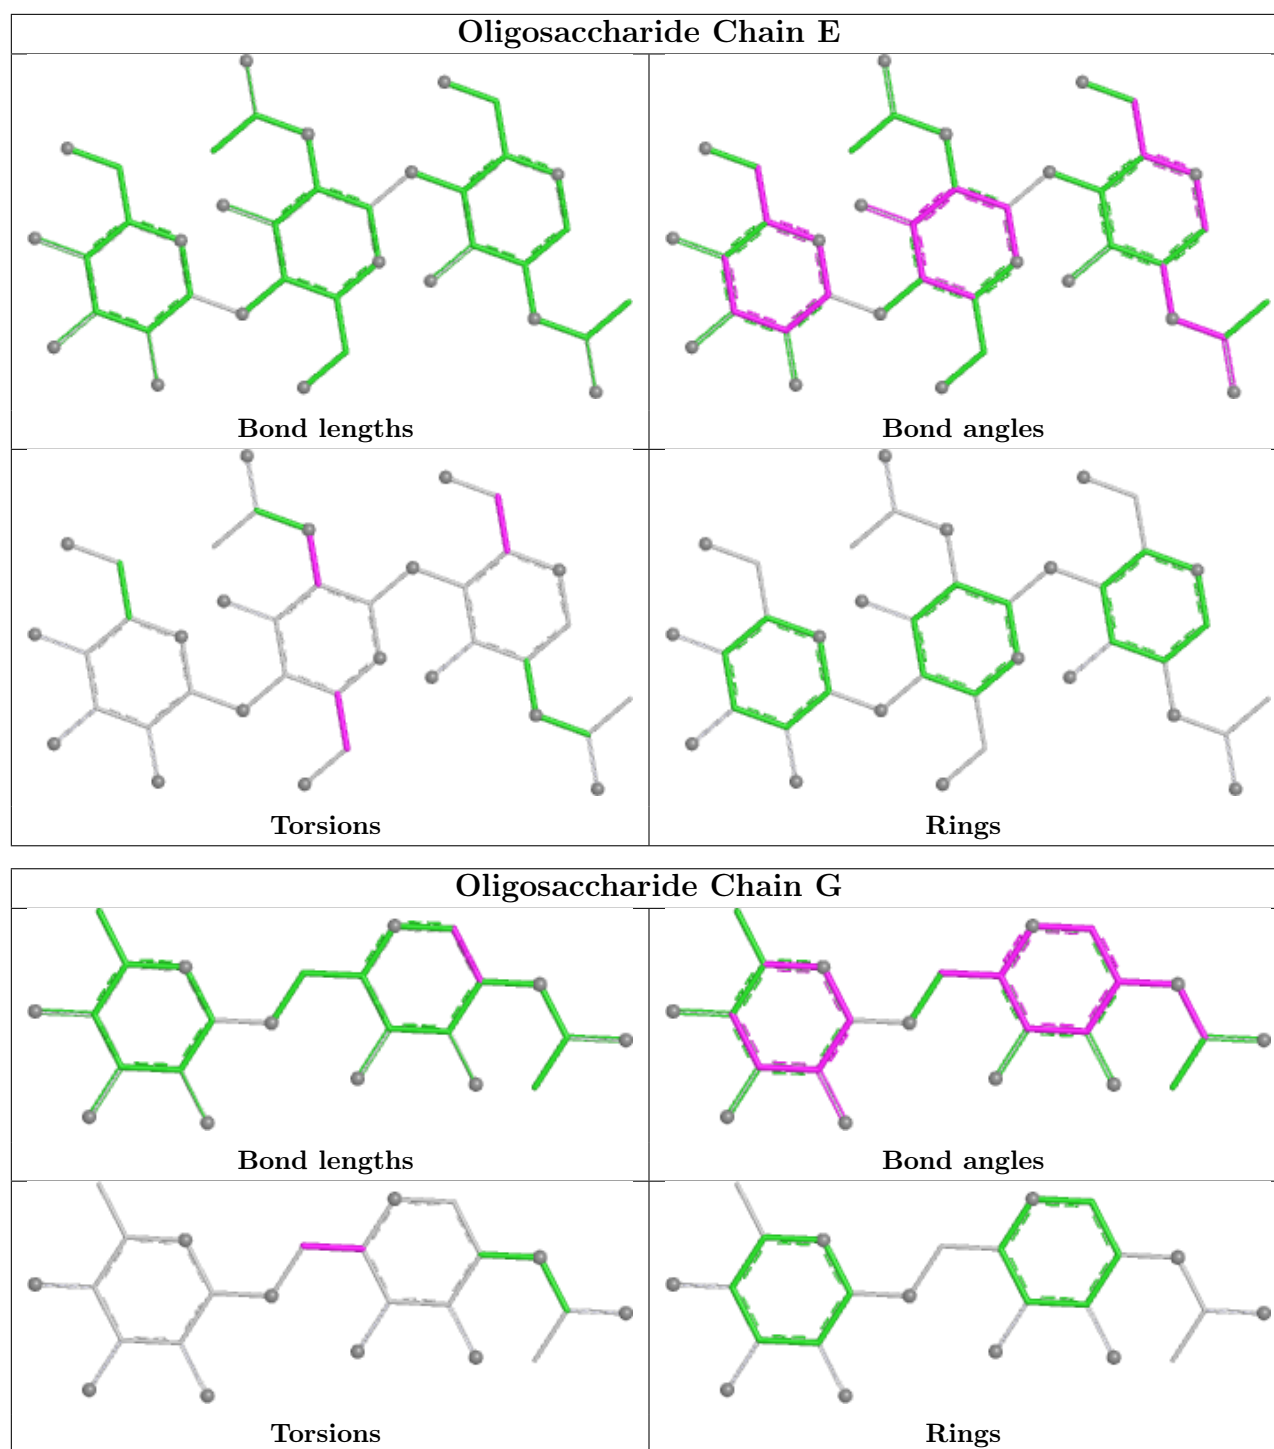 Oligosaccharide Chain E
Bond lengths
Bond angles
Torsions
Rings
Oligosaccharide Chain G
Bond lengths
Bond angles
Torsions
Rings